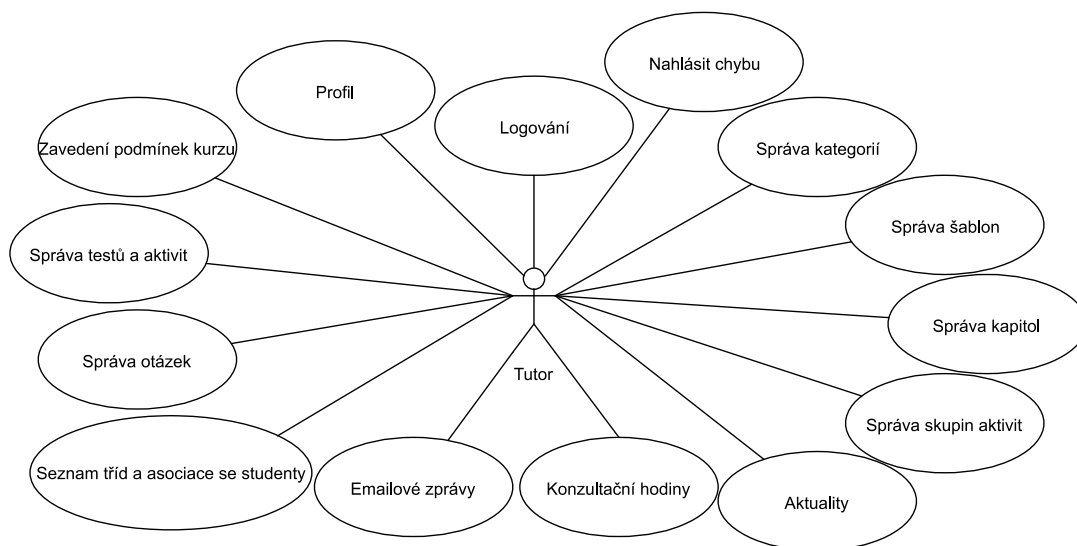 Nahlásit chybu
Profil
Logování
Zavedení podmínek kurzu
Správa kategorií
Správa šablon
Správa testů a aktivit
Správa kapitol
Správa otázek
Tutor
Správa skupin aktivit
Seznam tříd a asociace se studenty
Emailové zprávy
Konzultační hodiny
Aktuality